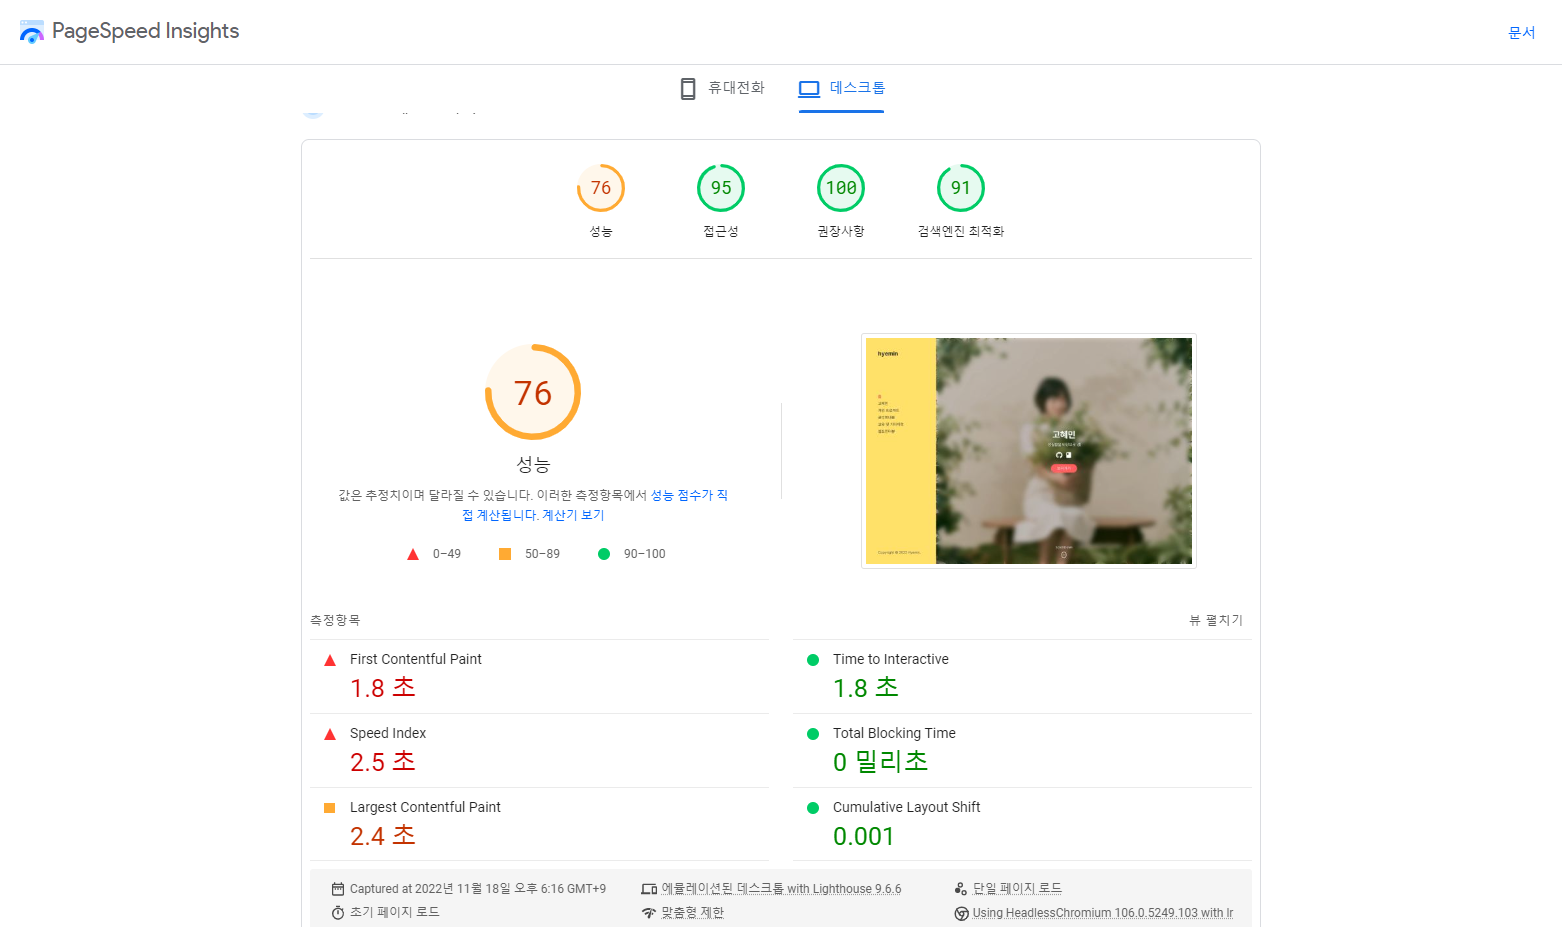 PageSpeed Insights
문서
휴대전화
데스크톱
76
95
100
91
성능
접근성
권장사항
검색엔진 최적화
76
성능
값은 추정치이며 달라질 수 있습니다. 이러한 측정항목에서 성능 점수가 직
접 계산됩니다. 계산기 보기
0–49
50–89
90–100
hyemin
고혜민
측정항목
뷰 펼치기
First Contentful Paint
1.8 초
Time to Interactive
1.8 초
Speed Index
2.5 초
Total Blocking Time
0 밀리초
Largest Contentful Paint
2.4 초
Cumulative Layout Shift
0.001
Captured at 2022년 11월 18일 오후 6:16 GMT+9
에뮬레이션된 데스크톱 with Lighthouse 9.6.6
단일 페이지 로드
초기 페이지 로드
맞춤형 제한
Using HeadlessChromium 106.0.5249.103 with lr